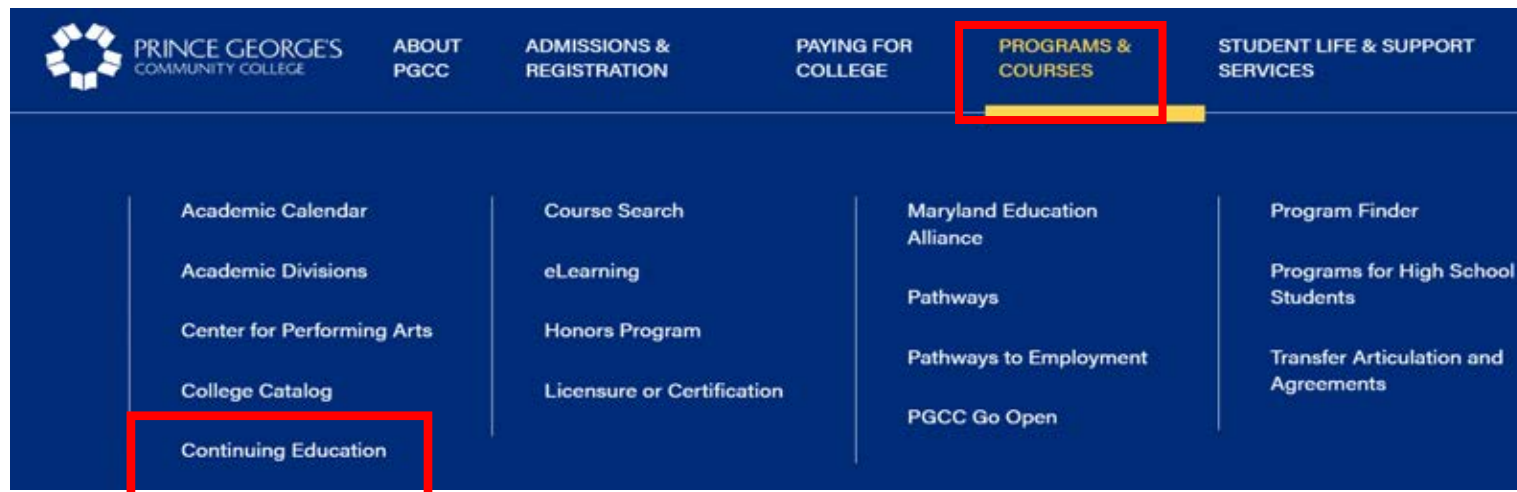 PRINCE GEORGE'S
COMMUNITY COLLEGE
ABOUT
PGCC
ADMISSIONS &
REGISTRATION
PAYING FOR
COLLEGE
PROGRAMS &
COURSES
STUDENT LIFE & SUPPORT
SERVICES
Academic Calendar
Academic Divisions
Center for Performing Arts
College Catalog
Continuing Education
Course Search
eLearning
Honors Program
Licensure or Certification
Maryland Education
Alliance
Pathways
Pathways to Employment
PGCC Go Open
Program Finder
Programs for High School
Students
Transfer Articulation and
Agreements